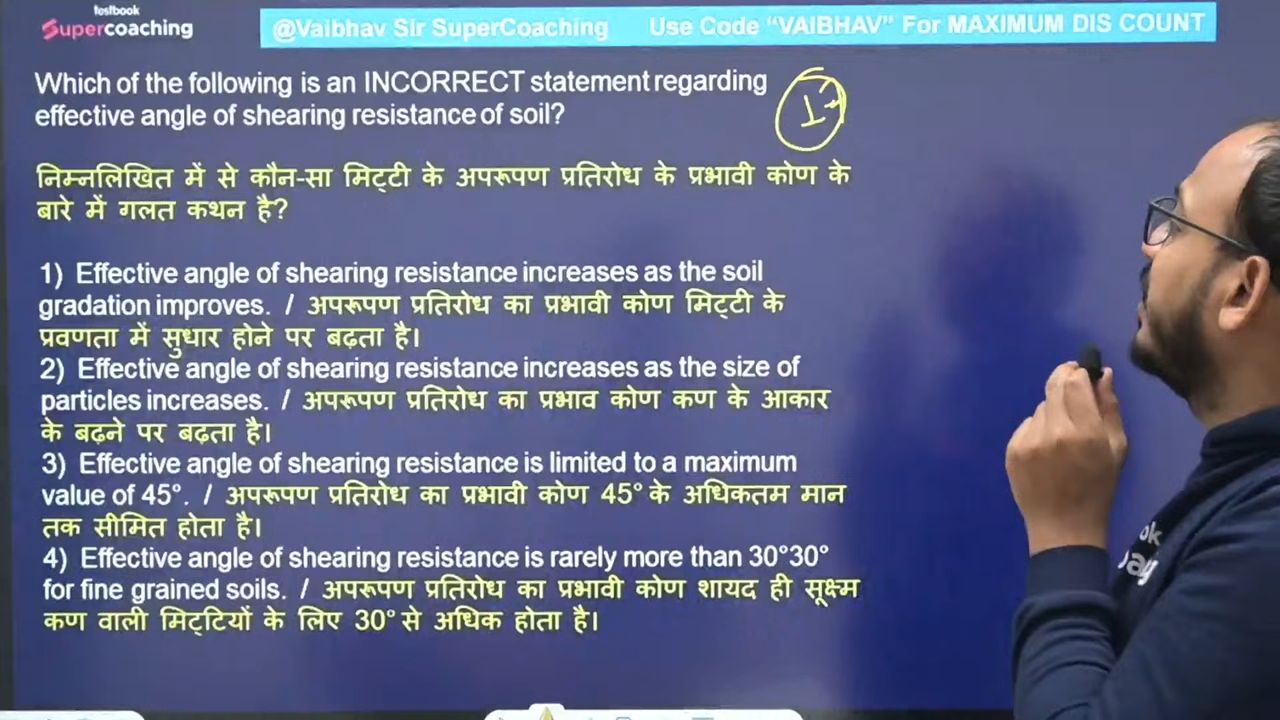 testbook
Supercoaching
@Vaibhav Sir SuperCoaching Use Code “VAIBHAV” For MAXIMUM DIS COUNT
Which of the following is an INCORRECT statement regarding
effective angle of shearing resistance of soil?
निम्नलिखित में से कौन-सा मिट्टी के अपरूपण प्रतिरोध के प्रभावी कोण के
बारे में गलत कथन है?
1) Effective angle of shearing resistance increases as the soil
gradation improves. / अपरूपण प्रतिरोध का प्रभावी कोण मिट्टी के
प्रवणता में सुधार होने पर बढ़ता है।
2) Effective angle of shearing resistance increases as the size of
particles increases. / अपरूपण प्रतिरोध का प्रभाव कोण कण के आकार
के बढ़ने पर बढ़ता है।
3) Effective angle of shearing resistance is limited to a maximum
value of 45°. / अपरूपण प्रतिरोध का प्रभावी कोण 45° के अधिकतम मान
तक सीमित होता है।
4) Effective angle of shearing resistance is rarely more than 30°30°
for fine grained soils. / अपरूपण प्रतिरोध का प्रभावी कोण शायद ही सूक्ष्म
कण वाली मिट्टियों के लिए 30° से अधिक होता है।